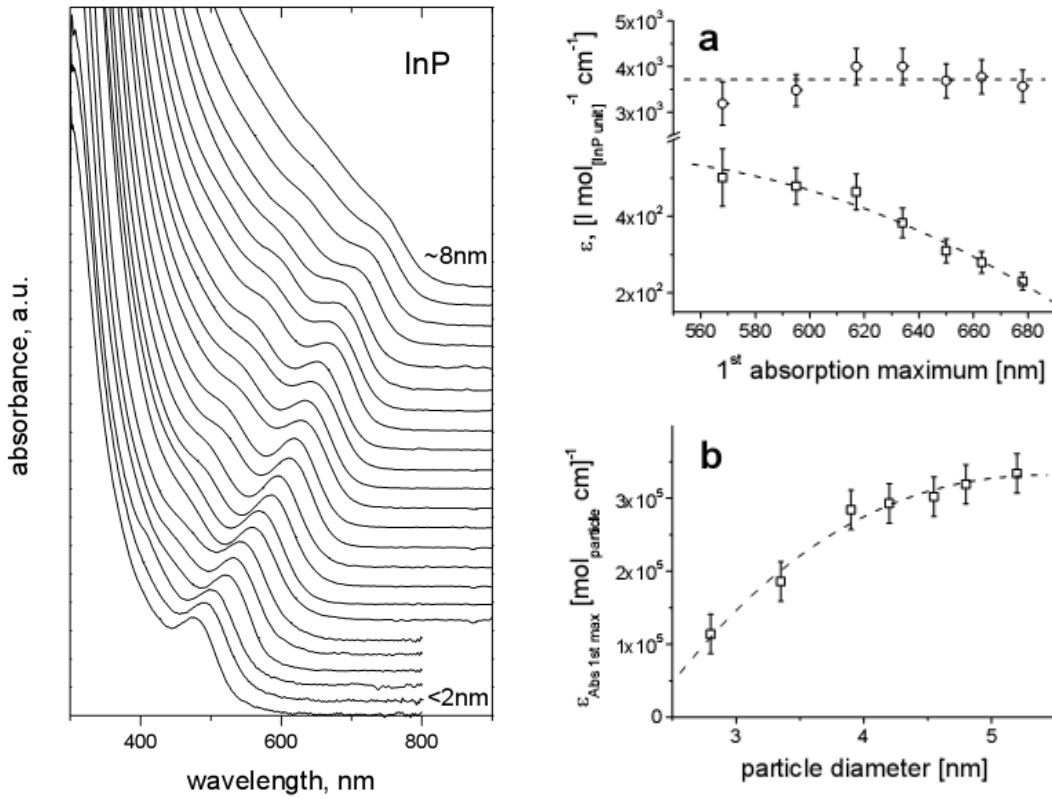 InP
~8nm
<2nm
absorbance, a.u.
400 600 800
wavelength, nm
a
5x10³
4x10³
3x10³
4x10²
2x10²
ε, [l mol[InP unit]⁻¹ cm⁻¹]
560 580 600 620 640 660 680
1st absorption maximum [nm]
b
3x10⁵
2x10⁵
1x10⁵
0
εAbs 1st max [molparticle cm]⁻¹
3 4 5
particle diameter [nm]